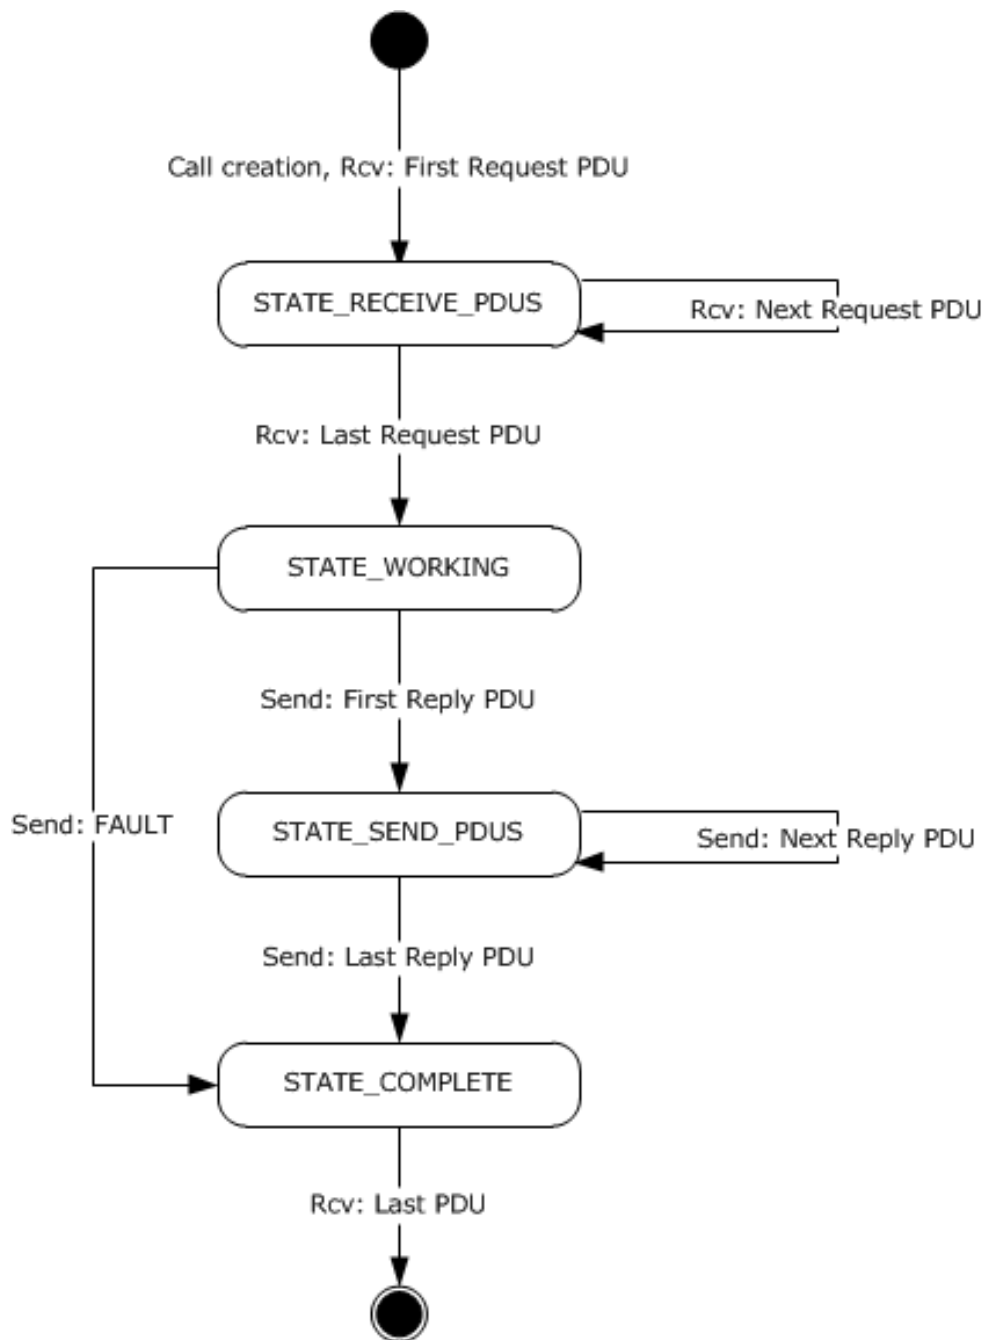 Call creation, Rcv: First Request PDU
STATE_RECEIVE_PDUS
Rcv: Next Request PDU
Rcv: Last Request PDU
STATE_WORKING
Send: First Reply PDU
Send: FAULT
STATE_SEND_PDUS
Send: Next Reply PDU
Send: Last Reply PDU
STATE_COMPLETE
Rcv: Last PDU